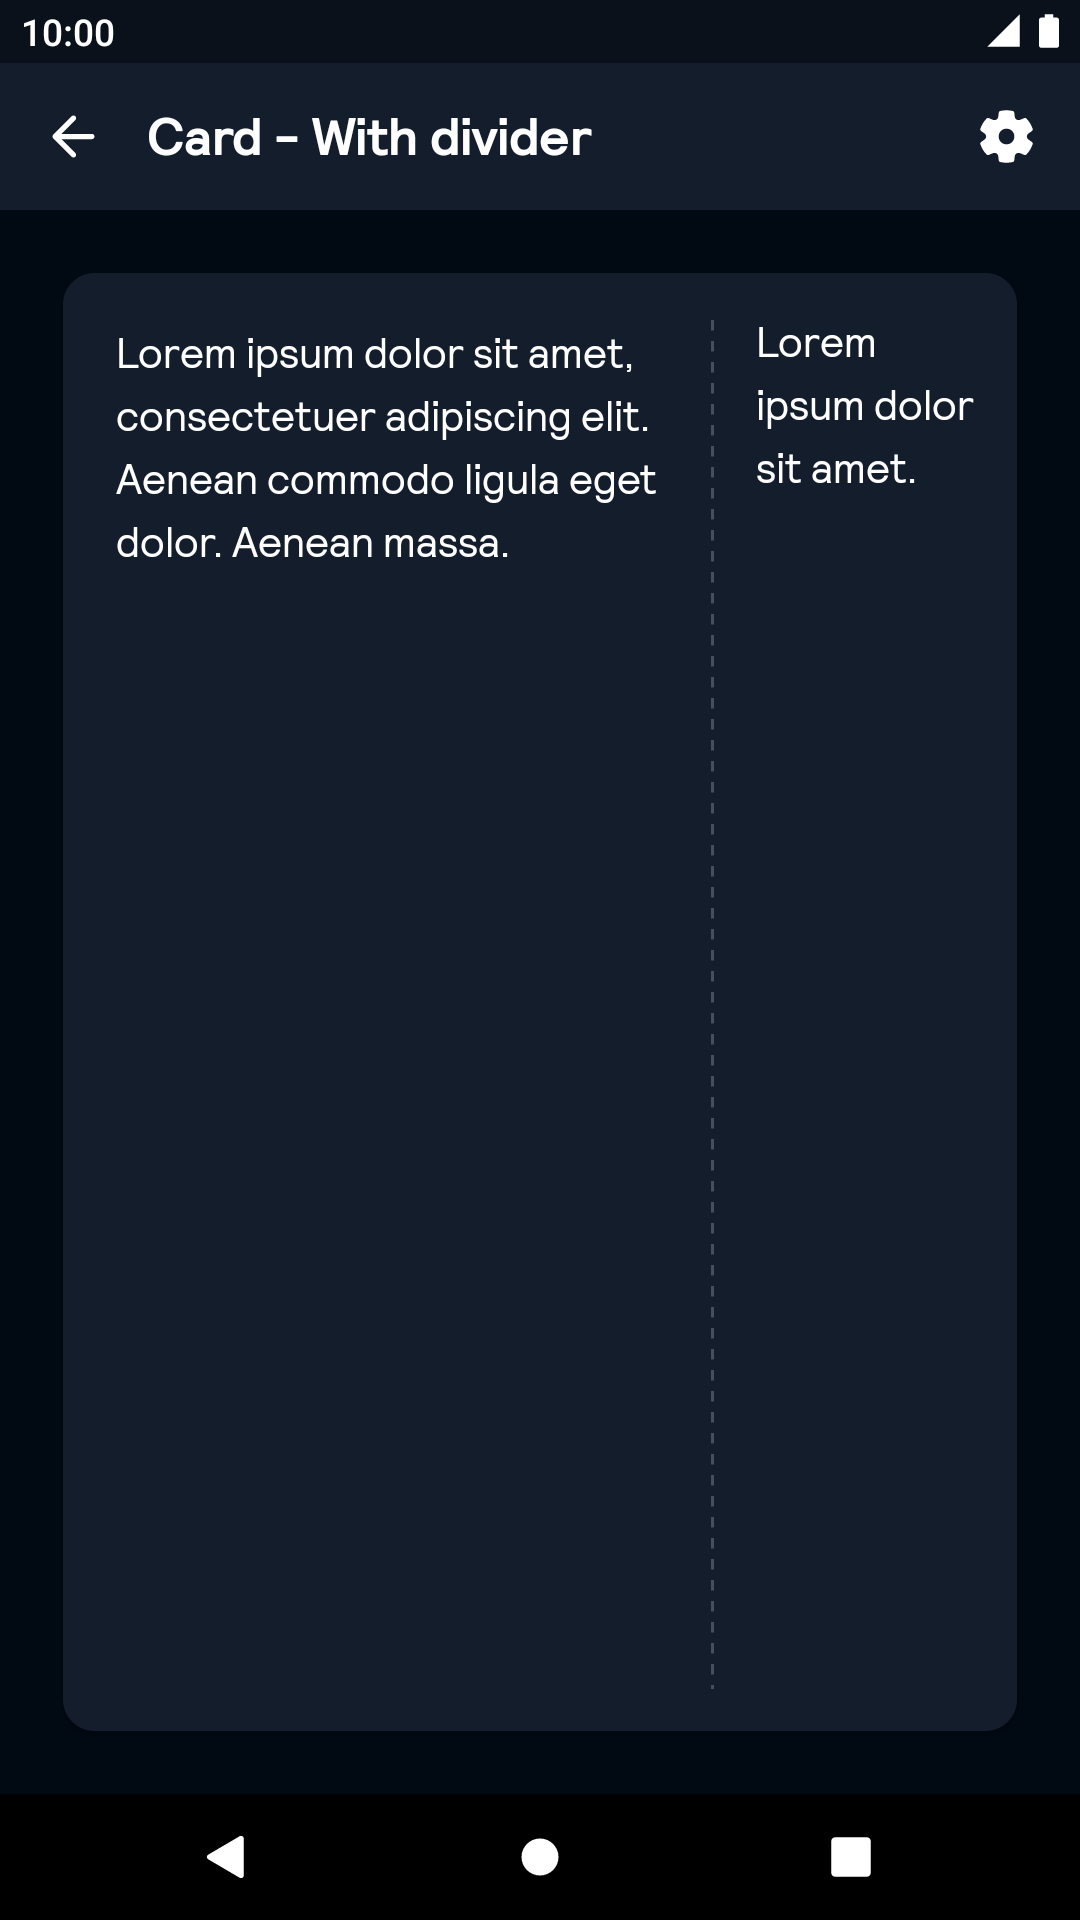 10:00
Card - With divider
Lorem ipsum dolor sit amet,
consectetuer adipiscing elit.
Aenean commodo ligula eget
dolor. Aenean massa.
Lorem
ipsum dolor
sit amet.